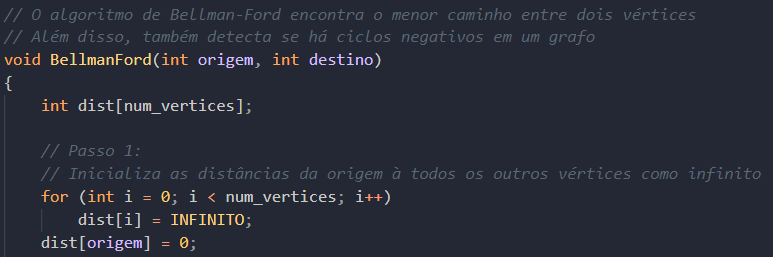 // O algoritmo de Bellman-Ford encontra o menor caminho entre dois vértices
// Além disso, também detecta se há ciclos negativos em um grafo
void BellmanFord(int origem, int destino)
{
    int dist[num_vertices];

    // Passo 1:
    // Inicializa as distâncias da origem à todos os outros vértices como infinito
    for (int i = 0; i < num_vertices; i++)
        dist[i] = INFINITO;
    dist[origem] = 0;